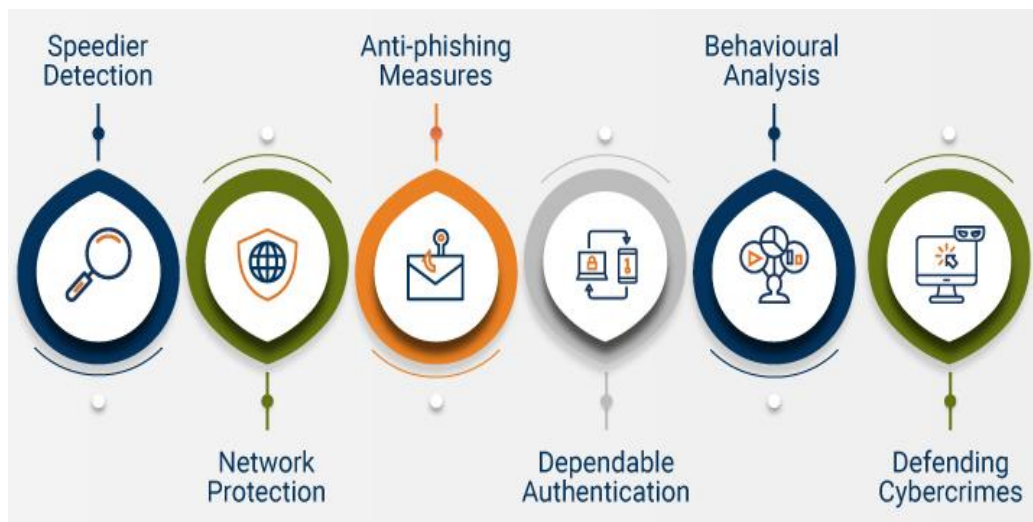 Speedier
Detection
Anti-phishing
Measures
Behavioural
Analysis
Network
Protection
Dependable
Authentication
Defending
Cybercrimes